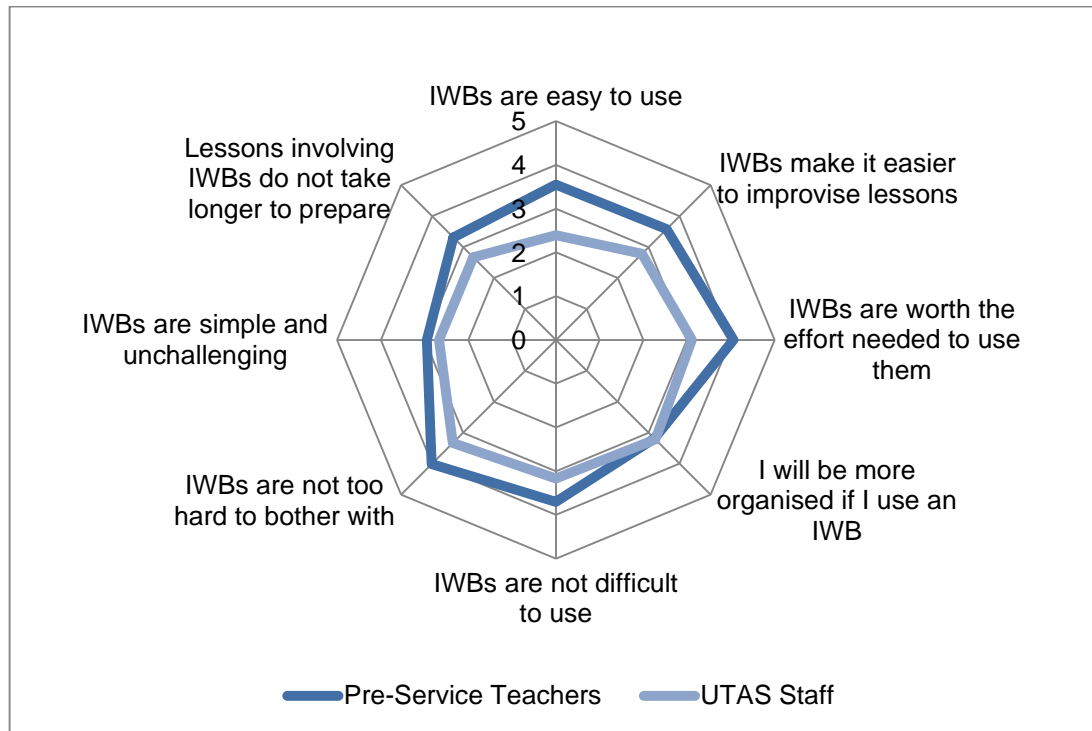 IWBs are easy to use
5
4
3
2
1
0
IWBs make it easier
to improvise lessons
IWBs are worth the
effort needed to use
them
I will be more
organised if I use an
IWB
IWBs are not difficult
to use
IWBs are not too
hard to bother with
IWBs are simple and
unchallenging
Lessons involving
IWBs do not take
longer to prepare
Pre-Service Teachers
UTAS Staff